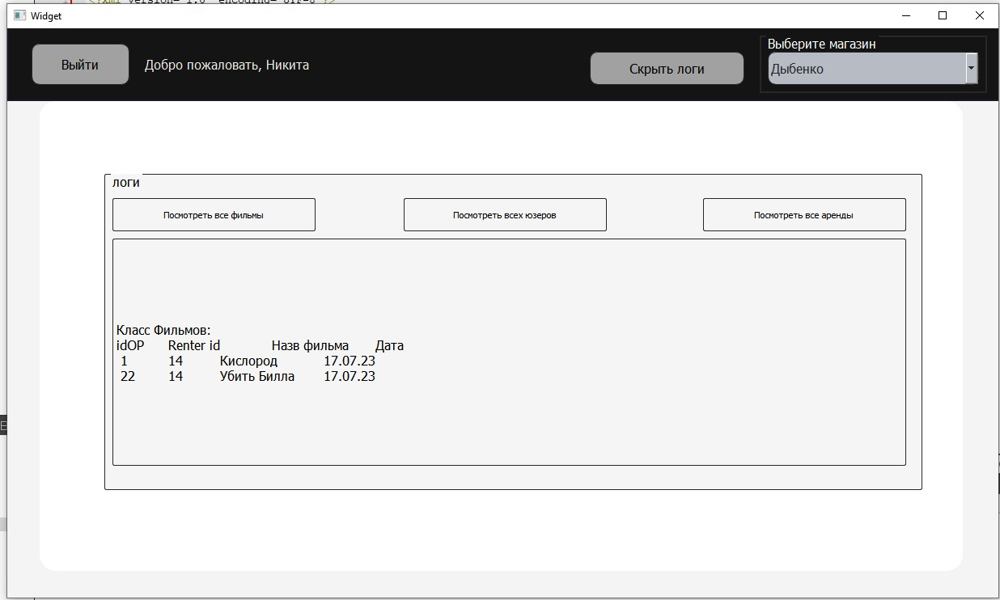 Widget
Выйти
Добро пожаловать, Никита
Скрыть логи
Выберите магазин
Дыбенко
логи
Посмотреть все фильмы
Посмотреть всех юзеров
Посмотреть все аренды
Класс Фильмов:
idOP Renter id Назв фильма Дата
1 14 Кислород 17.07.23
22 14 Убить Билла 17.07.23